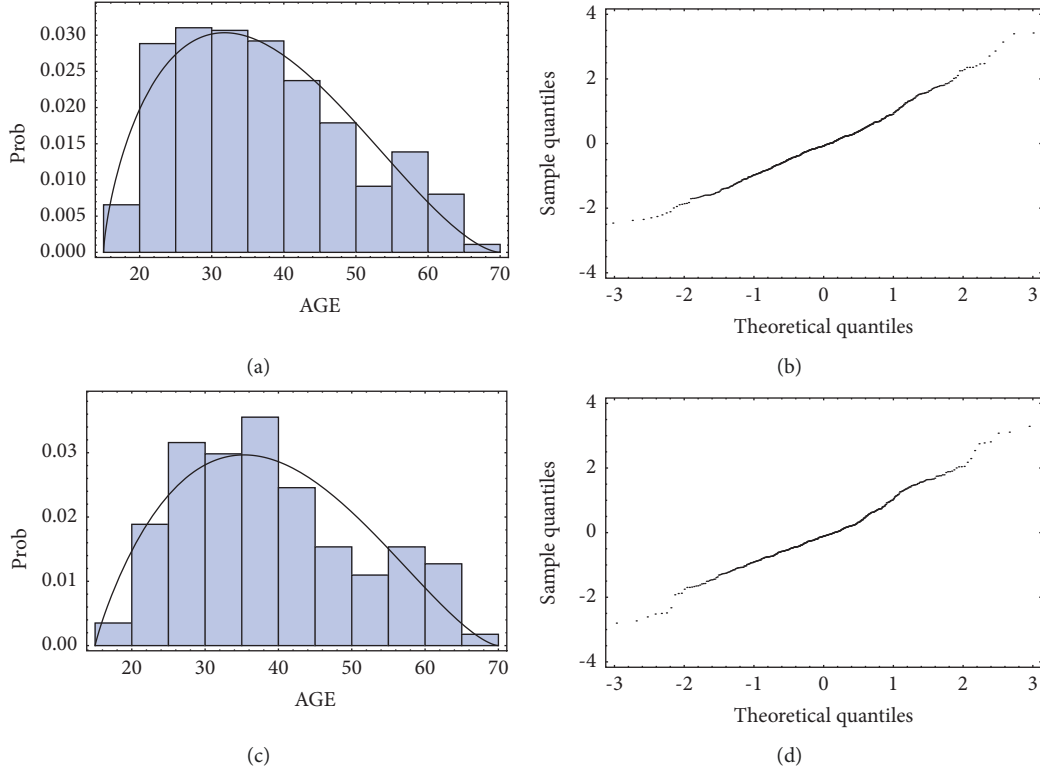 0.030
0.025
0.020
0.015
0.010
0.005
0.000
Prob
20 30 40 50 60 70
AGE
(a)
4
2
0
-2
-4
Sample quantiles
-3 -2 -1 0 1 2 3
Theoretical quantiles
(b)
0.03
0.02
0.01
0.00
Prob
20 30 40 50 60 70
AGE
(c)
4
2
0
-2
-4
Sample quantiles
-3 -2 -1 0 1 2 3
Theoretical quantiles
(d)